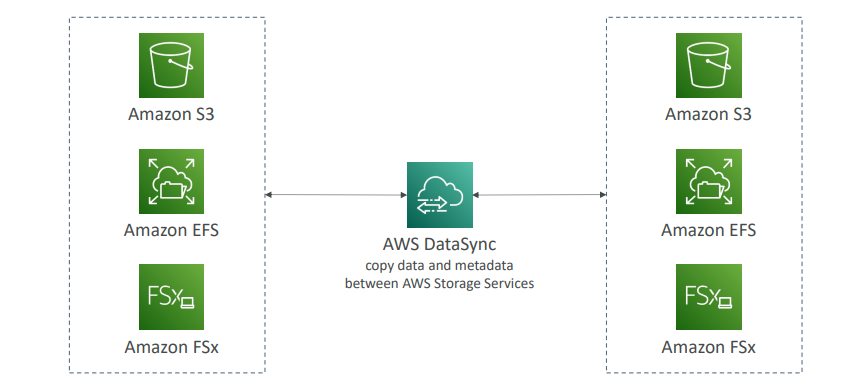 Amazon S3
Amazon EFS
FSx
Amazon FSx
AWS DataSync
copy data and metadata
between AWS Storage Services
Amazon S3
Amazon EFS
FSx
Amazon FSx